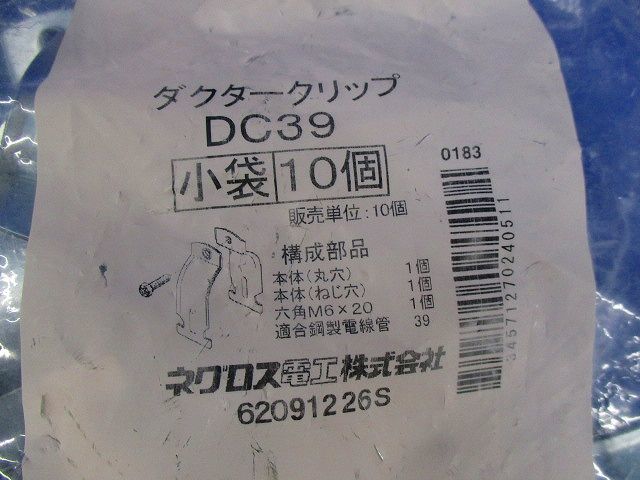 ダクタークリップ
DC39
小袋 10個
販売単位:10個
0183
構成部品
本体(丸穴) 1個
本体(ねじ穴) 1個
六角M6×20 1個
適合鋼製電線管 39
ネグロス電工株式会社
62091226S
3457127024051１